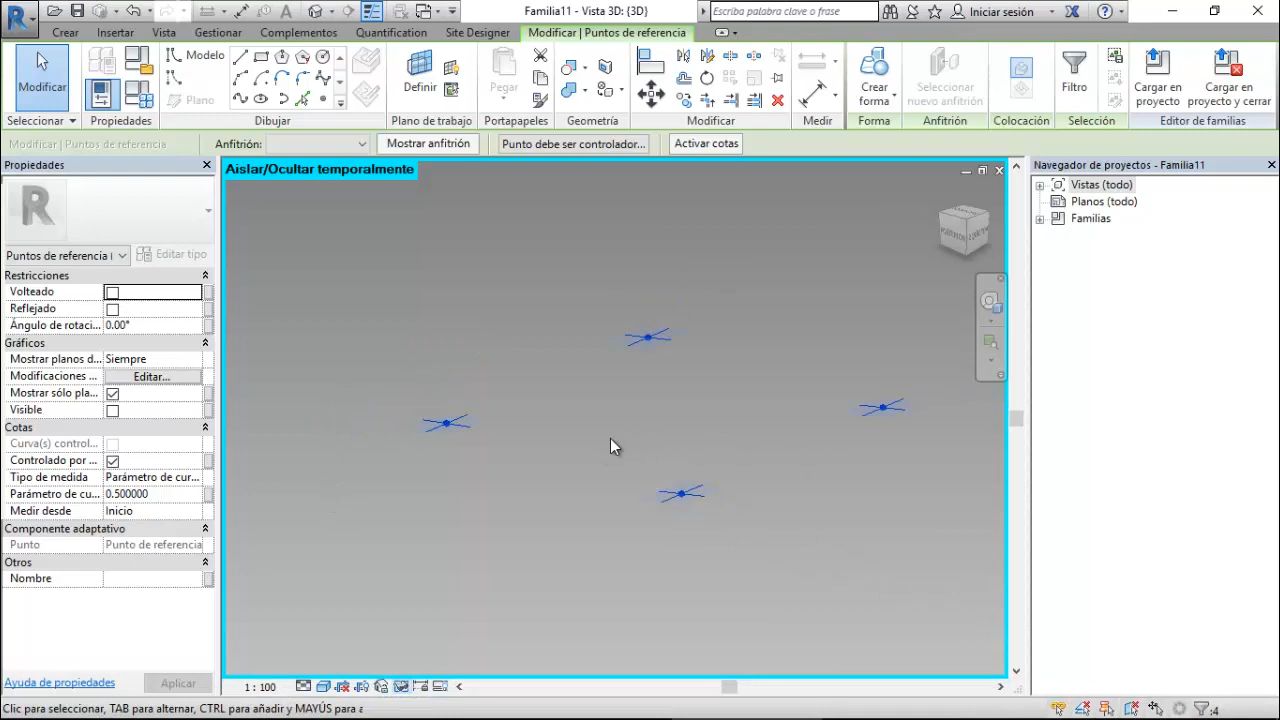 Familia11 - Vista 3D: {3D}
Escriba palabra clave o frase
Iniciar sesión
Crear Insertar Vista Gestionar Complementos Quantification Site Designer Modificar | Puntos de referencia
Modificar
Modelo
Plano
Definir
Pegar
Crear forma
Seleccionar nuevo anfitrión
Filtro
Cargar en proyecto
Cargar en proyecto y cerrar
Seleccionar Propiedades Dibujar Plano de trabajo Portapapeles Geometría Modificar Medir Forma Anfitrión Colocación Selección Editor de familias
Modificar | Puntos de referencia Anfitrión: Mostrar anfitrión Punto debe ser controlador... Activar cotas
Propiedades
Puntos de referencia
Editar tipo
Restricciones
Volteado
Reflejado
Ángulo de rotaci... 0.00°
Gráficos
Mostrar planos d... Siempre
Modificaciones ... Editar...
Mostrar sólo pla...
Visible
Cotas
Curva(s) control...
Controlado por ...
Tipo de medida Parámetro de cur...
Parámetro de cu... 0.500000
Medir desde Inicio
Componente adaptativo
Punto Punto de referencia
Otros
Nombre
Ayuda de propiedades Aplicar
Aislar/Ocultar temporalmente
1 : 100
Navegador de proyectos - Familia11
Vistas (todo)
Planos (todo)
Familias
Clic para seleccionar, TAB para alternar, CTRL para añadir y MAYÚS para a
:4